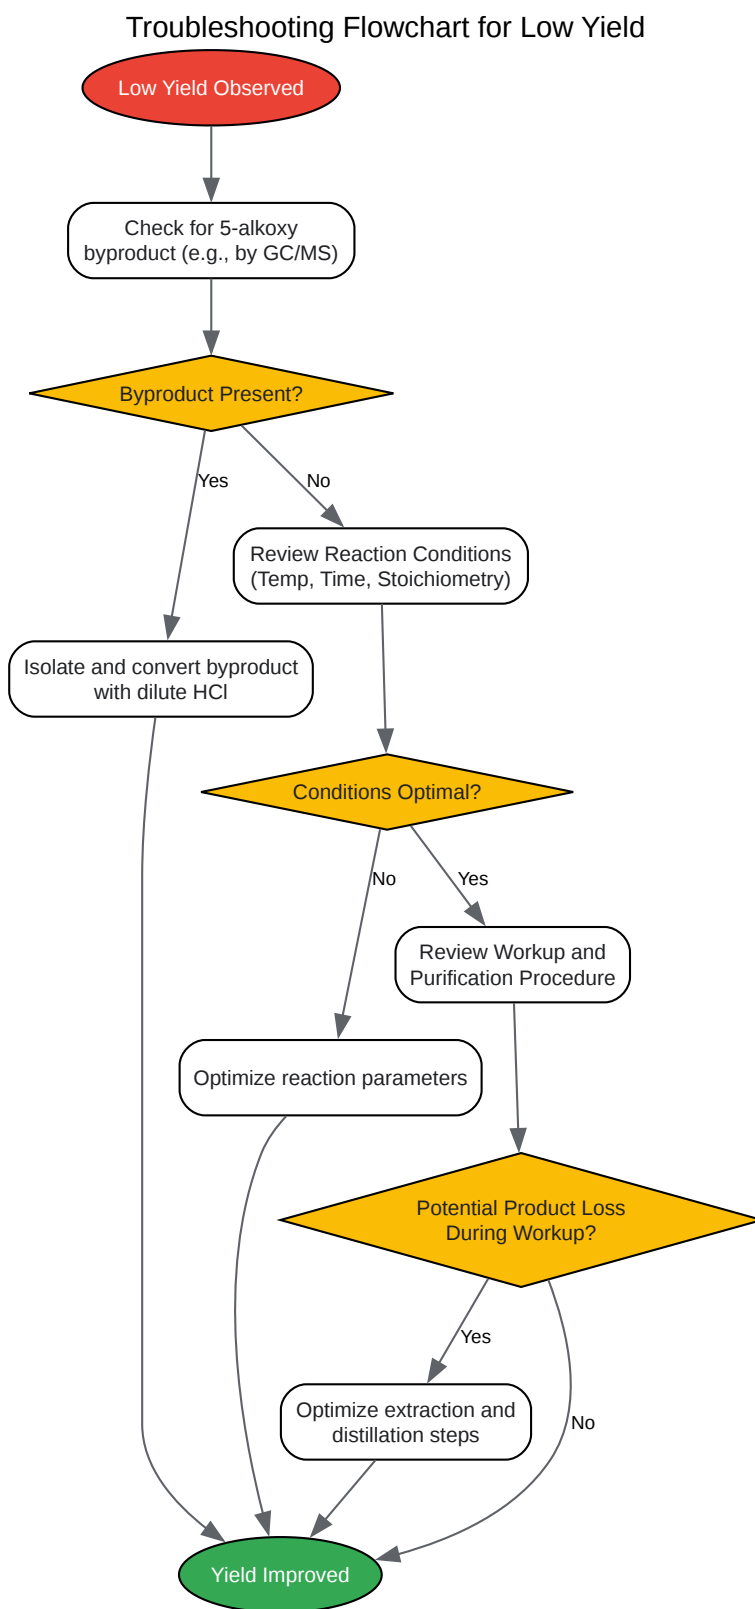 Troubleshooting Flowchart for Low Yield
Low Yield Observed
Check for 5-alkoxy
byproduct (e.g., by GC/MS)
Byproduct Present?
Yes
No
Review Reaction Conditions
(Temp, Time, Stoichiometry)
Isolate and convert byproduct
with dilute HCl
Conditions Optimal?
No
Yes
Review Workup and
Purification Procedure
Optimize reaction parameters
Potential Product Loss
During Workup?
Yes
No
Optimize extraction and
distillation steps
Yield Improved